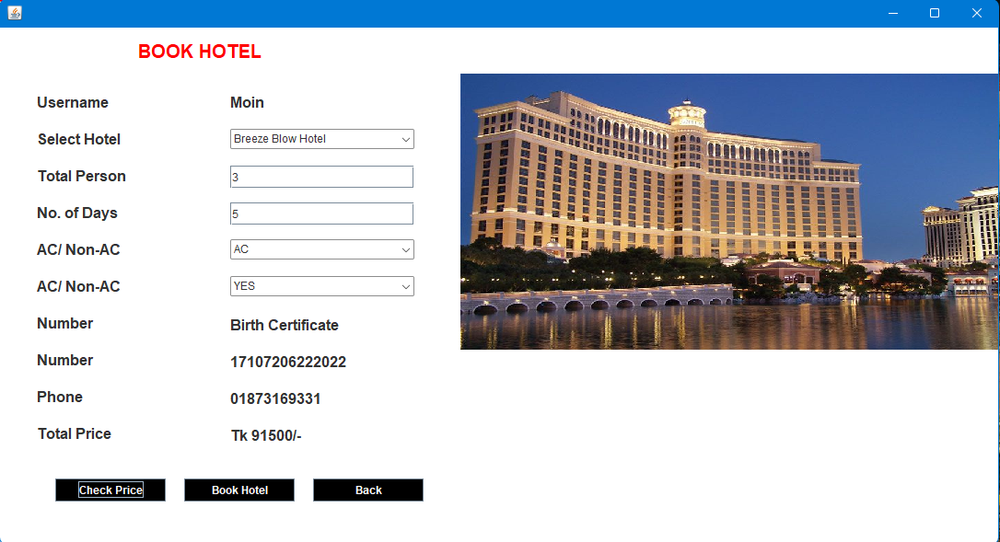 BOOK HOTEL
Username Moin
Select Hotel Breeze Blow Hotel
Total Person 3
No. of Days 5
AC/ Non-AC AC
AC/ Non-AC YES
Number Birth Certificate
Number 17107206222022
Phone 01873169331
Total Price Tk 91500/-
Check Price Book Hotel Back